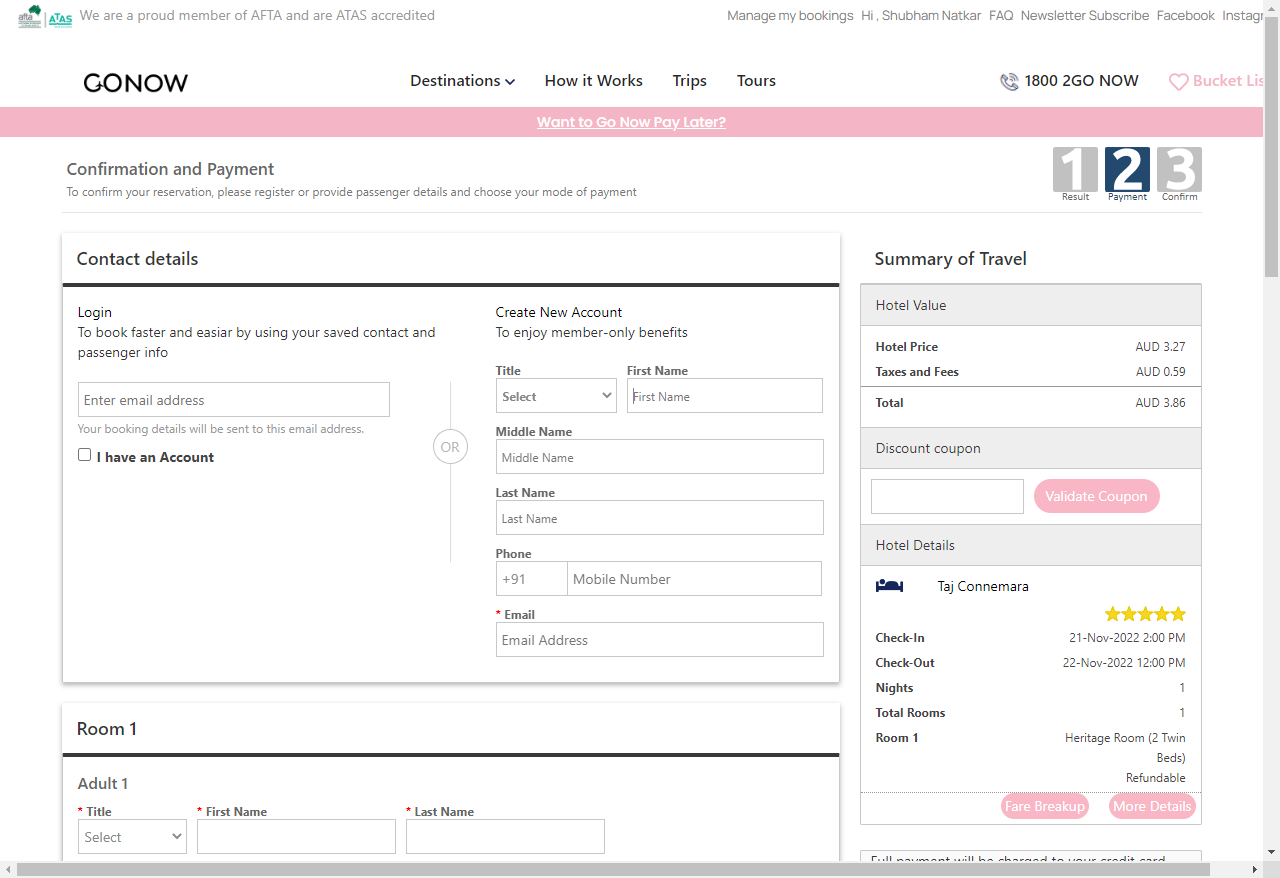 afta ATAS We are a proud member of AFTA and are ATAS accredited
Manage my bookings Hi , Shubham Natkar FAQ Newsletter Subscribe Facebook
GONOW Destinations How it Works Trips Tours 1800 2GO NOW Bucket
Want to Go Now Pay Later?
Confirmation and Payment
To confirm your reservation, please register or provide passenger details and choose your mode of payment
1 2 3
Result Payment Confirm
Contact details
Login
To book faster and easiar by using your saved contact and
passenger info
Enter email address
Your booking details will be sent to this email address.
I have an Account
OR
Create New Account
To enjoy member-only benefits
Title First Name
Select First Name
Middle Name
Middle Name
Last Name
Last Name
Phone
+91 Mobile Number
* Email
Email Address
Room 1
Adult 1
* Title * First Name * Last Name
Select
Summary of Travel
Hotel Value
Hotel Price AUD 3.27
Taxes and Fees AUD 0.59
Total AUD 3.86
Discount coupon
Validate Coupon
Hotel Details
Taj Connemara
Check-In 21-Nov-2022 2:00 PM
Check-Out 22-Nov-2022 12:00 PM
Nights 1
Total Rooms 1
Room 1 Heritage Room (2 Twin
Beds)
Refundable
Fare Breakup More Details
Full payment will be charged to your credit card